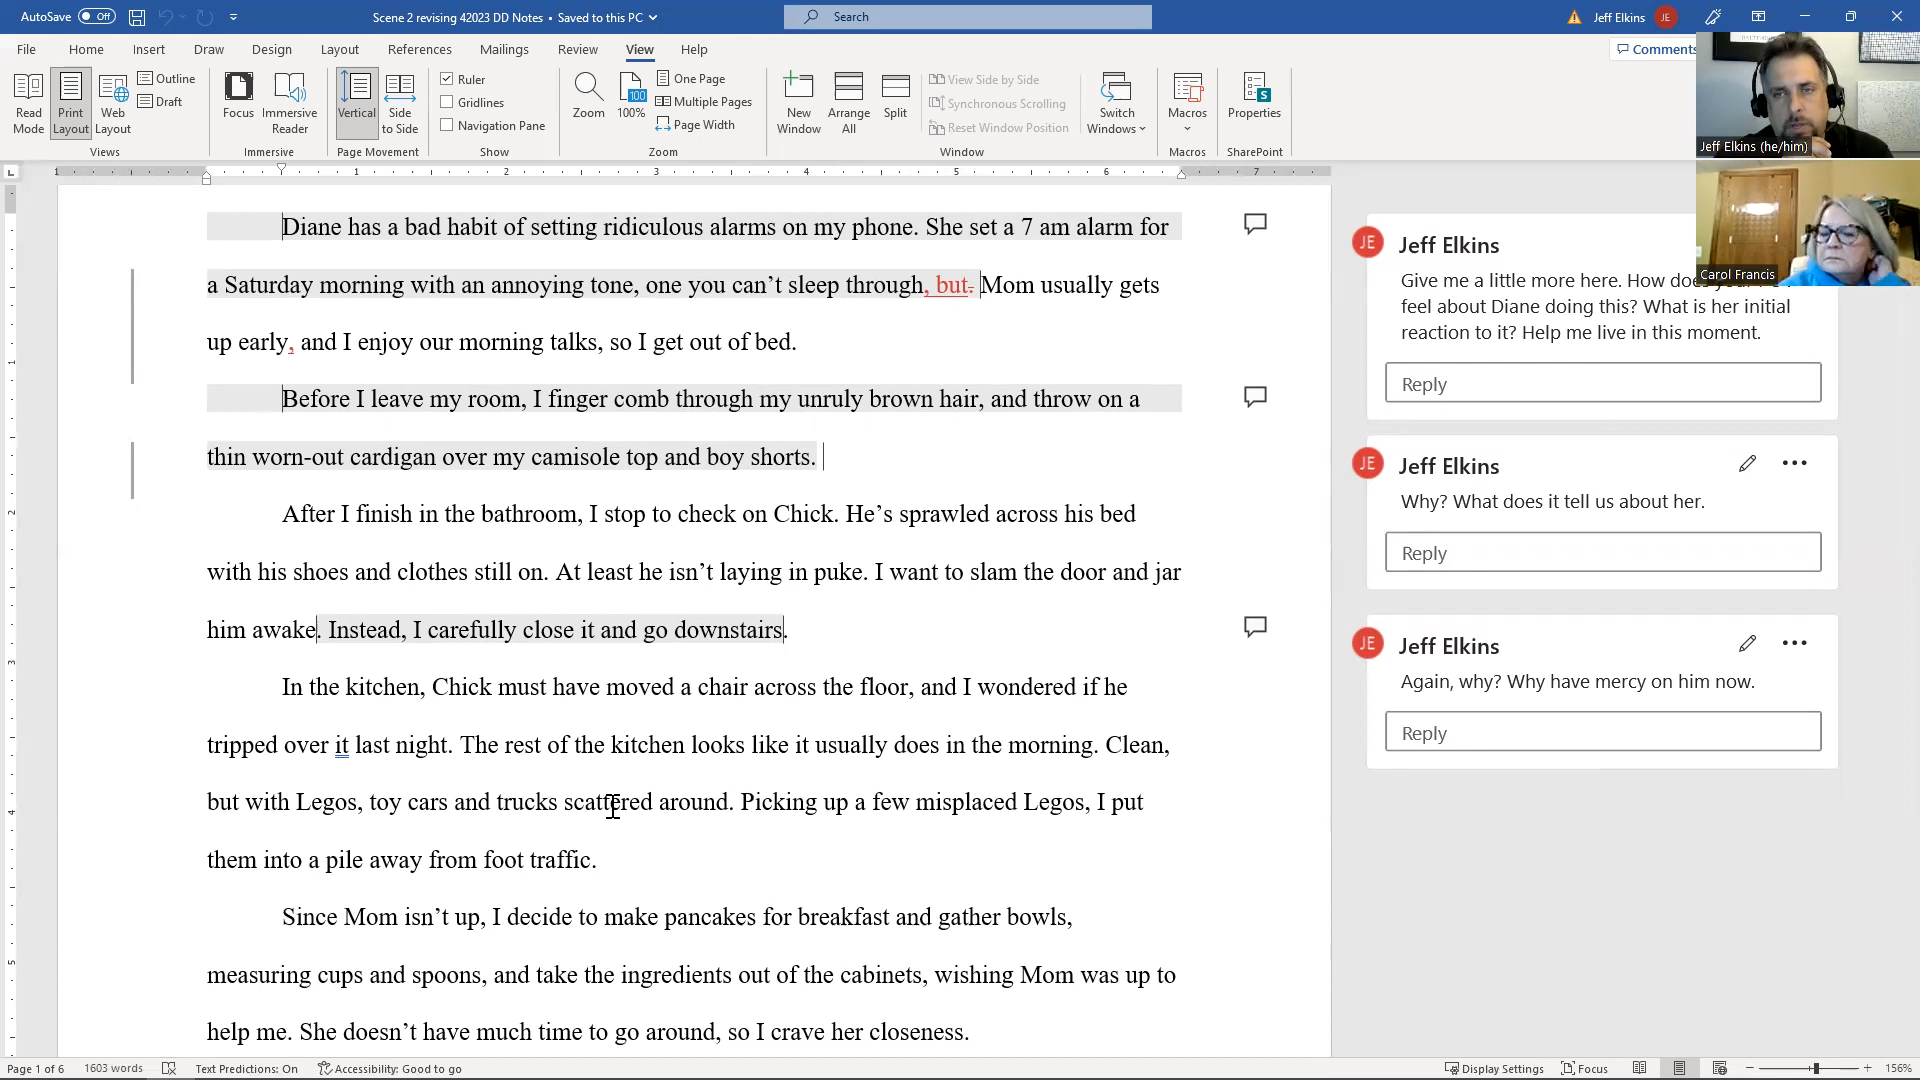 AutoSave Off Scene 2 revising 42023 DD Notes • Saved to this PC Search Jeff Elkins JE
File Home Insert Draw Design Layout References Mailings Review View Help Comments
Read Mode Print Layout Web Layout Outline Draft Focus Immersive Reader Vertical Side to Side Ruler Gridlines Navigation Pane Zoom 100 100% One Page Multiple Pages Page Width New Window Arrange All Split View Side by Side Synchronous Scrolling Reset Window Position Switch Windows Macros Properties
Views Immersive Page Movement Show Zoom Window Macros SharePoint
Jeff Elkins (he/him)
Carol Francis
1 1 2 3 4 5 6 7
1
2
3
4
5
Diane has a bad habit of setting ridiculous alarms on my phone. She set a 7 am alarm for
a Saturday morning with an annoying tone, one you can’t sleep through, but. Mom usually gets
up early, and I enjoy our morning talks, so I get out of bed.
Before I leave my room, I finger comb through my unruly brown hair, and throw on a
thin worn-out cardigan over my camisole top and boy shorts.
After I finish in the bathroom, I stop to check on Chick. He’s sprawled across his bed
with his shoes and clothes still on. At least he isn’t laying in puke. I want to slam the door and jar
him awake. Instead, I carefully close it and go downstairs.
In the kitchen, Chick must have moved a chair across the floor, and I wondered if he
tripped over it last night. The rest of the kitchen looks like it usually does in the morning. Clean,
but with Legos, toy cars and trucks scattered around. Picking up a few misplaced Legos, I put
them into a pile away from foot traffic.
Since Mom isn’t up, I decide to make pancakes for breakfast and gather bowls,
measuring cups and spoons, and take the ingredients out of the cabinets, wishing Mom was up to
help me. She doesn’t have much time to go around, so I crave her closeness.
JE Jeff Elkins
Give me a little more here. How does
feel about Diane doing this? What is her initial
reaction to it? Help me live in this moment.
Reply
JE Jeff Elkins
Why? What does it tell us about her.
Reply
JE Jeff Elkins
Again, why? Why have mercy on him now.
Reply
Page 1 of 6 1603 words Text Predictions: On Accessibility: Good to go Display Settings Focus 156%